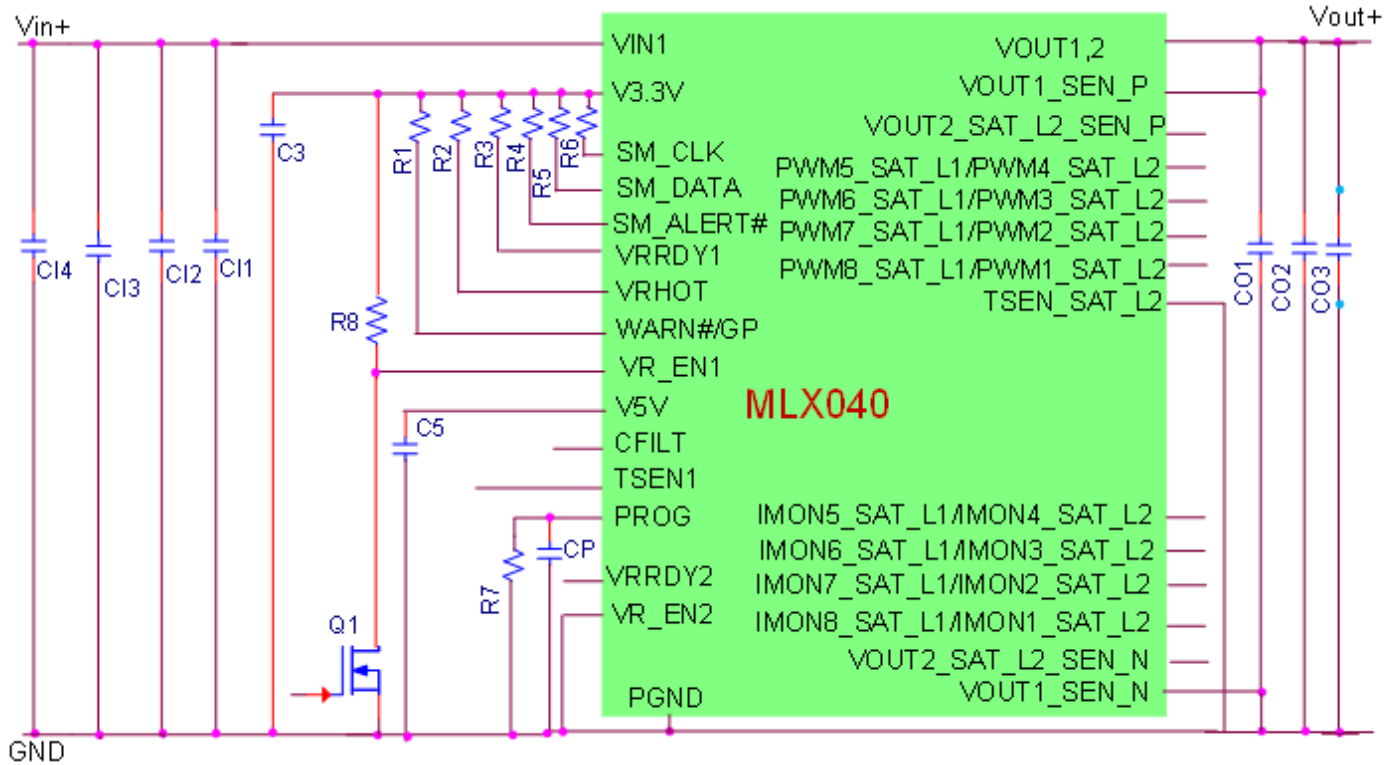 Vin+
Vout+
VIN1
VOUT1,2
V3.3V
VOUT1_SEN_P
C3
R1
R2
R3
R4
R5
R6
VOUT2_SAT_L2_SEN_P
SM_CLK
PWM5_SAT_L1/PWM4_SAT_L2
SM_DATA
PWM6_SAT_L1/PWM3_SAT_L2
SM_ALERT#
PWM7_SAT_L1/PWM2_SAT_L2
VRRDY1
PWM8_SAT_L1/PWM1_SAT_L2
CI4
CI3
CI2
CI1
VRHOT
TSEN_SAT_L2
CO1
CO2
CO3
R8
WARN#/GP
VR_EN1
MLX040
V5V
C5
CFILT
TSEN1
PROG
IMON5_SAT_L1/IMON4_SAT_L2
CP
IMON6_SAT_L1/IMON3_SAT_L2
R7
VRRDY2
IMON7_SAT_L1/IMON2_SAT_L2
VR_EN2
IMON8_SAT_L1/IMON1_SAT_L2
Q1
VOUT2_SAT_L2_SEN_N
PGND
VOUT1_SEN_N
GND